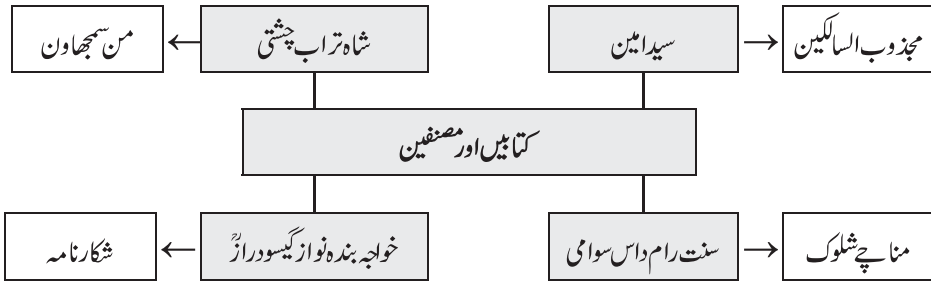 مجذوب السالکین
سید امین
شاہ تراب چشتی
من سمجھاون
کتابیں اور مصنفین
مناچے شلوک
سنت رام داس سوامی
خواجہ بندہ نواز گیسو درازؒ
شکار نامہ